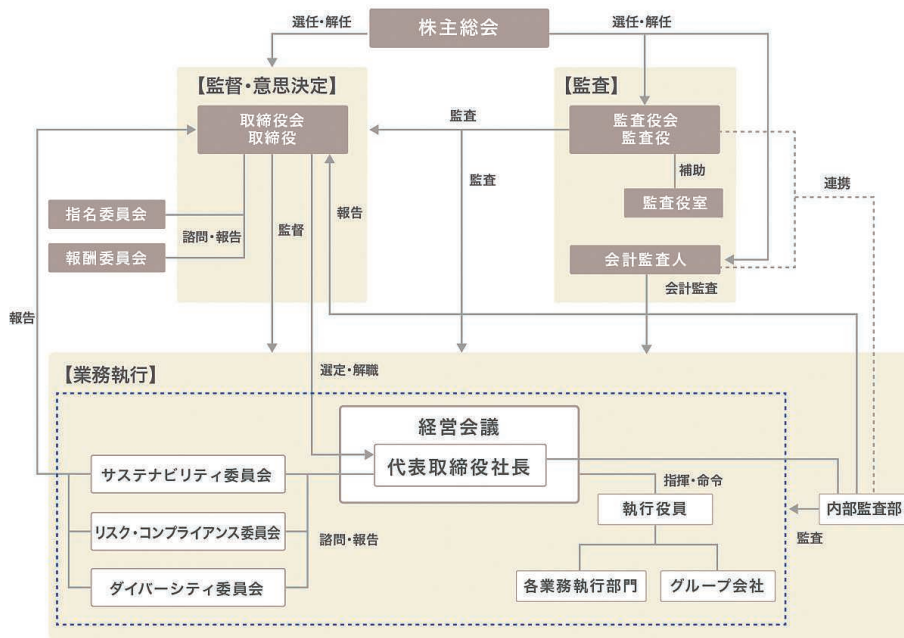 選任・解任
株主総会
選任・解任
【監督・意思決定】
【監査】
取締役会
取締役
監査
監査役会
監査役
補助
監査役室
連携
監査
指名委員会
報酬委員会
諮問・報告
監督
報告
会計監査人
会計監査
報告
選定・解職
【業務執行】
経営会議
代表取締役社長
サステナビリティ委員会
リスク・コンプライアンス委員会
ダイバーシティ委員会
諮問・報告
指揮・命令
執行役員
各業務執行部門
グループ会社
内部監査部
監査